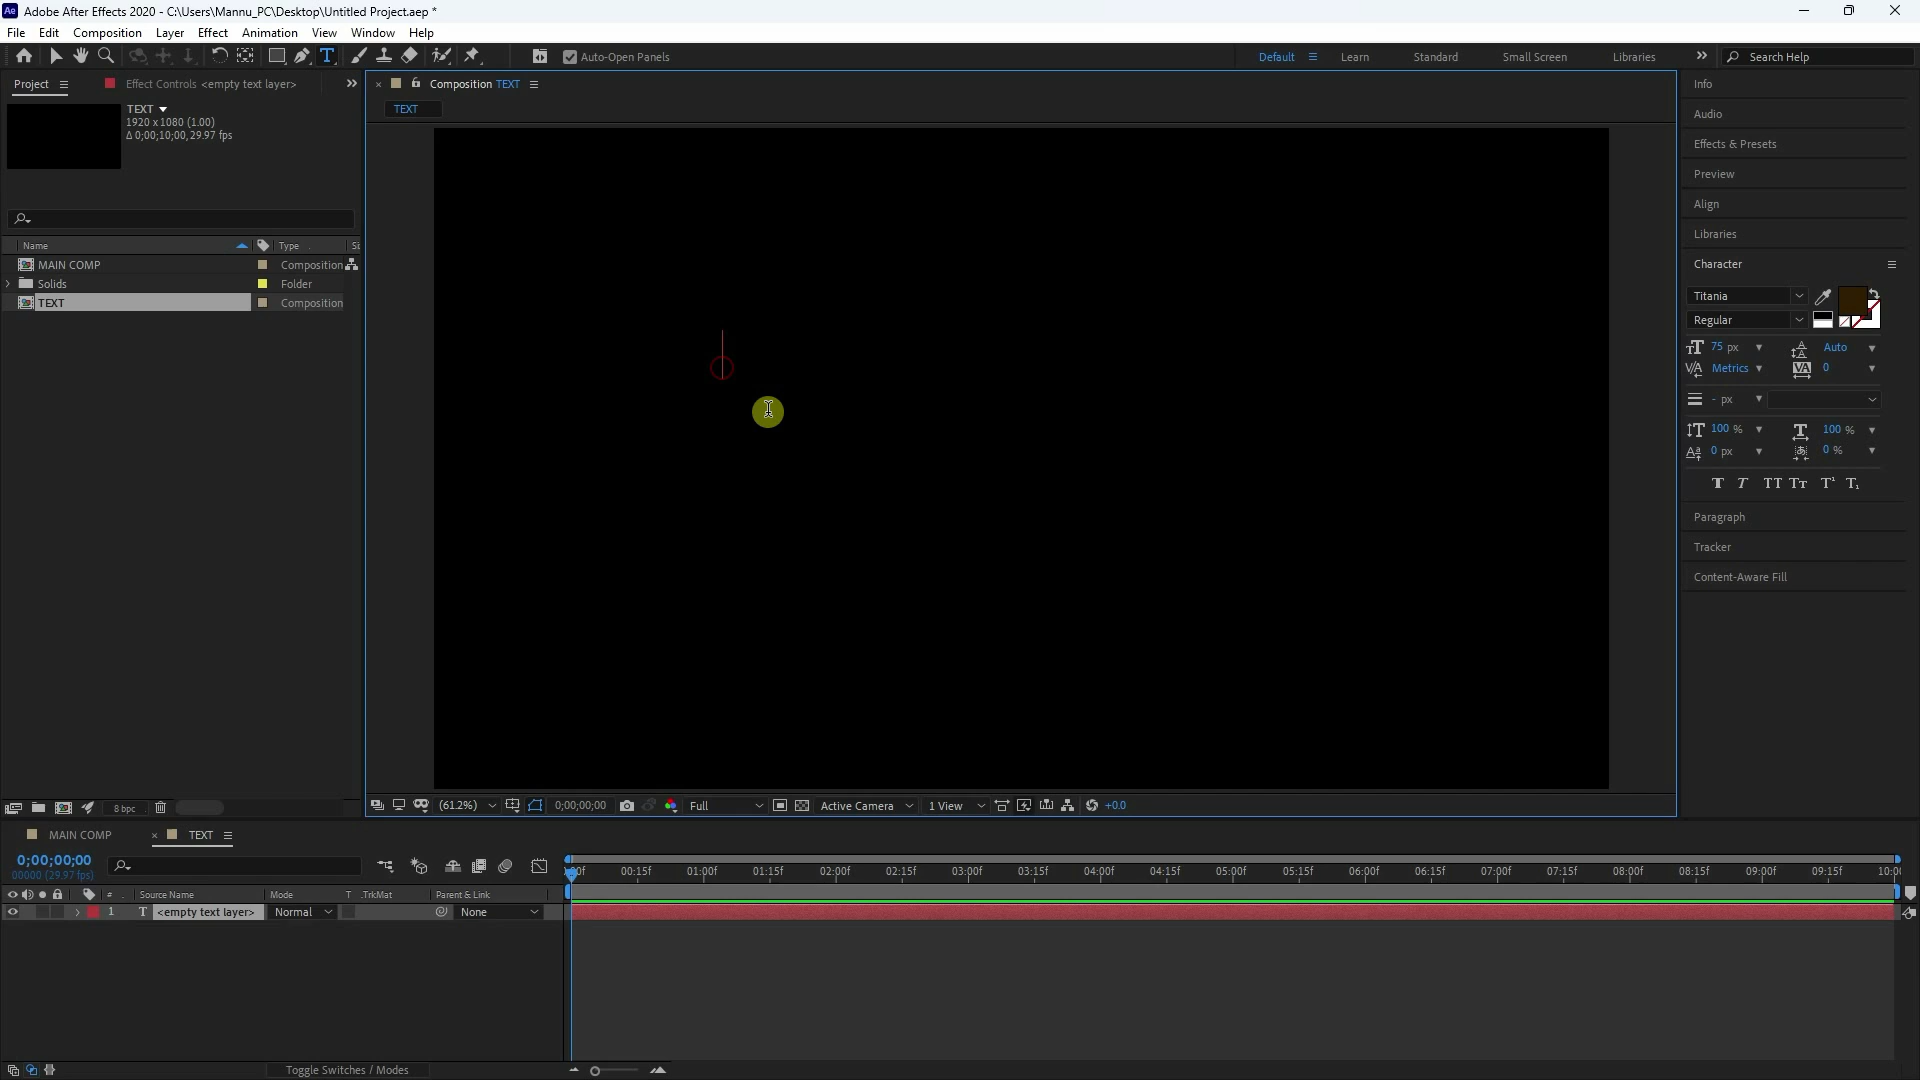 Adobe After Effects 2020 - C:\Users\Mannu_PC\Desktop\Untitled Project.aep *
File Edit Composition Layer Effect Animation View Window Help
Auto-Open Panels
Default Learn Standard Small Screen Libraries Search Help
Project Effect Controls <empty text layer>
Composition TEXT
TEXT
TEXT
1920 x 1080 (1.00)
Δ 0;00;10;00, 29.97 fps
Name Type Si
MAIN COMP Composition
Solids Folder
TEXT Composition
Info
Audio
Effects & Presets
Preview
Align
Libraries
Character
Titania
Regular
75 px Auto
Metrics 0
- px
100 % 100 %
0 px 0 %
Paragraph
Tracker
Content-Aware Fill
8 bpc
(61.2%) 0;00;00;00 Full Active Camera 1 View +0.0
MAIN COMP TEXT
0;00;00;00
00000 (29.97 fps)
00f 00:15f 01:00f 01:15f 02:00f 02:15f 03:00f 03:15f 04:00f 04:15f 05:00f 05:15f 06:00f 06:15f 07:00f 07:15f 08:00f 08:15f 09:00f 09:15f 10:00
# Source Name Mode T .TrkMat Parent & Link
1 T <empty text layer> Normal None
Toggle Switches / Modes